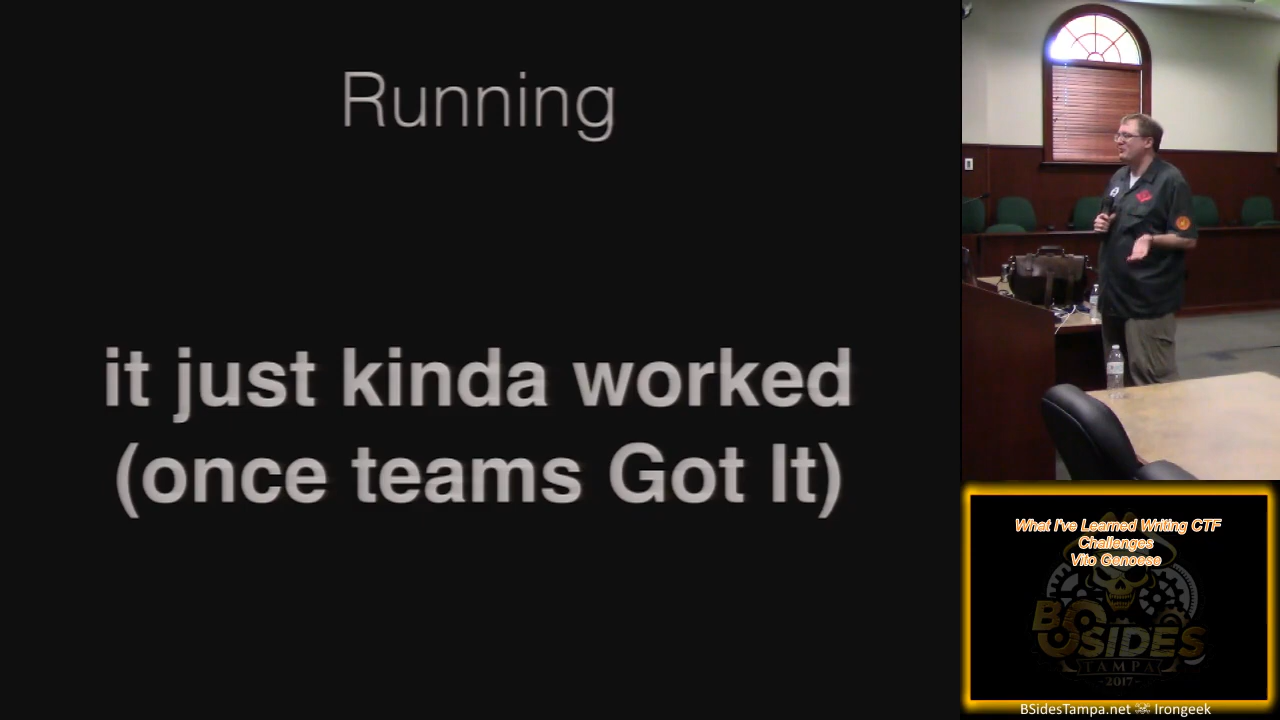 Running
it just kinda worked
(once teams Got It)
What I've Learned Writing CTF
Challenges
Vito Genoese
BSIDES
TAMPA
-2017-
BSidesTampa.net Irongeek